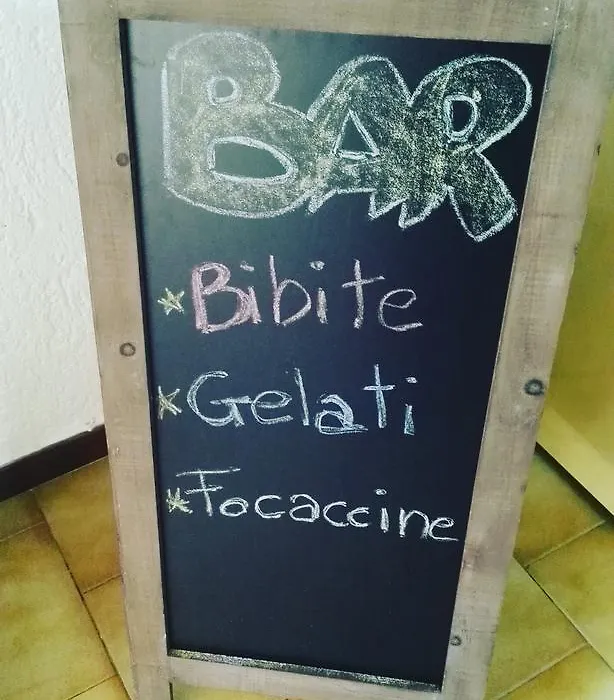 BAR
* Bibite
* Gelati
* Focaccine